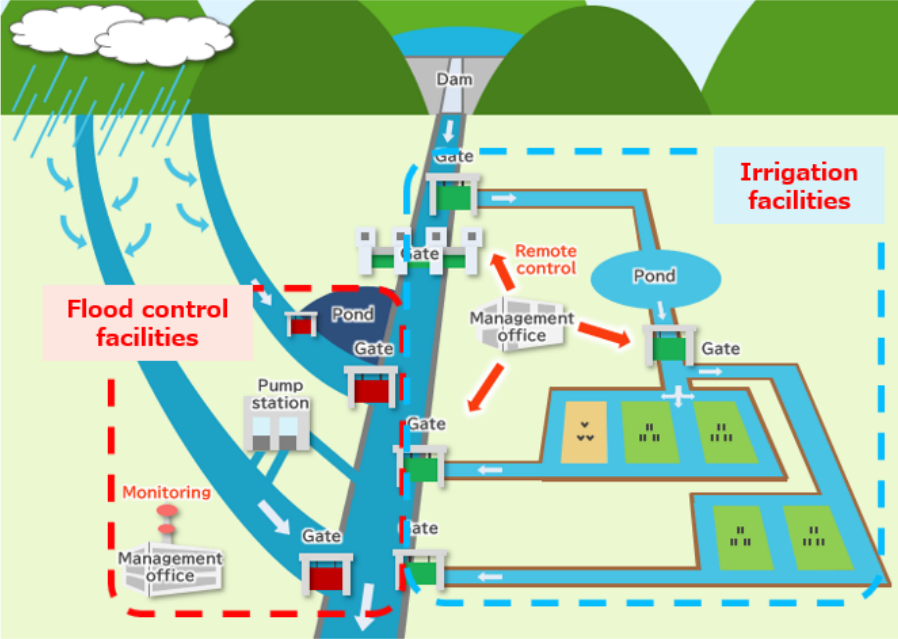 Dam
Gate
Irrigation
facilities
Gate
Remote
control
Pond
Flood control
facilities
Pond
Management
office
Gate
Gate
Pump
station
Gate
Monitoring
Gate
Gate
Management
office